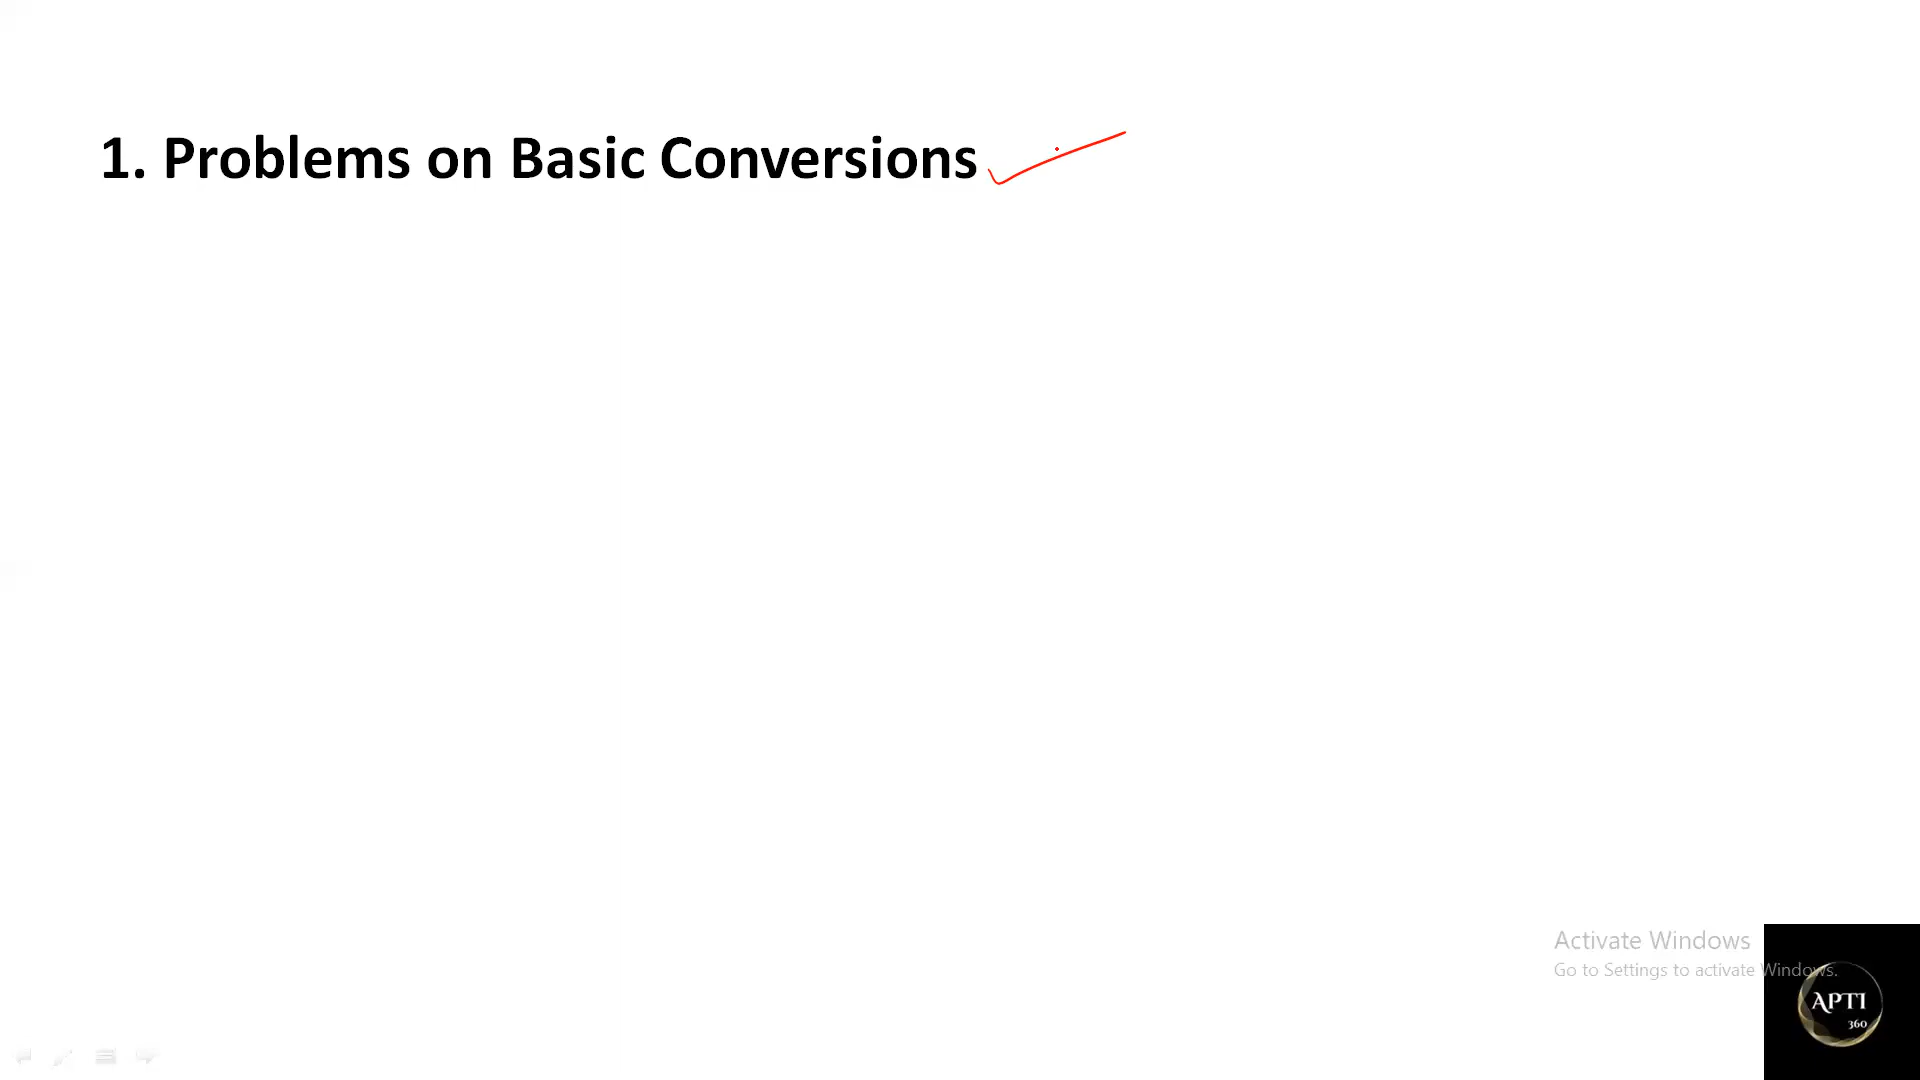 1. Problems on Basic Conversions
Activate Windows
Go to Settings to activate Windows.
APTI
360